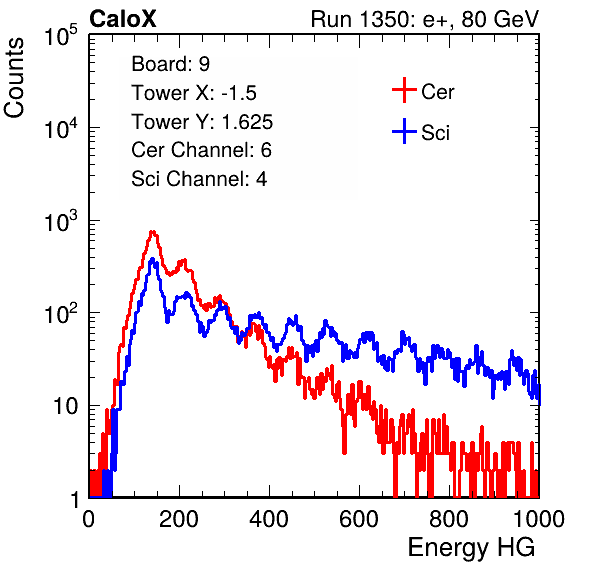 CaloX Run 1350: e+, 80 GeV
Counts
10^5
10^4
10^3
10^2
10
1
Board: 9
Tower X: -1.5
Tower Y: 1.625
Cer Channel: 6
Sci Channel: 4
Cer
Sci
0 200 400 600 800 1000
Energy HG